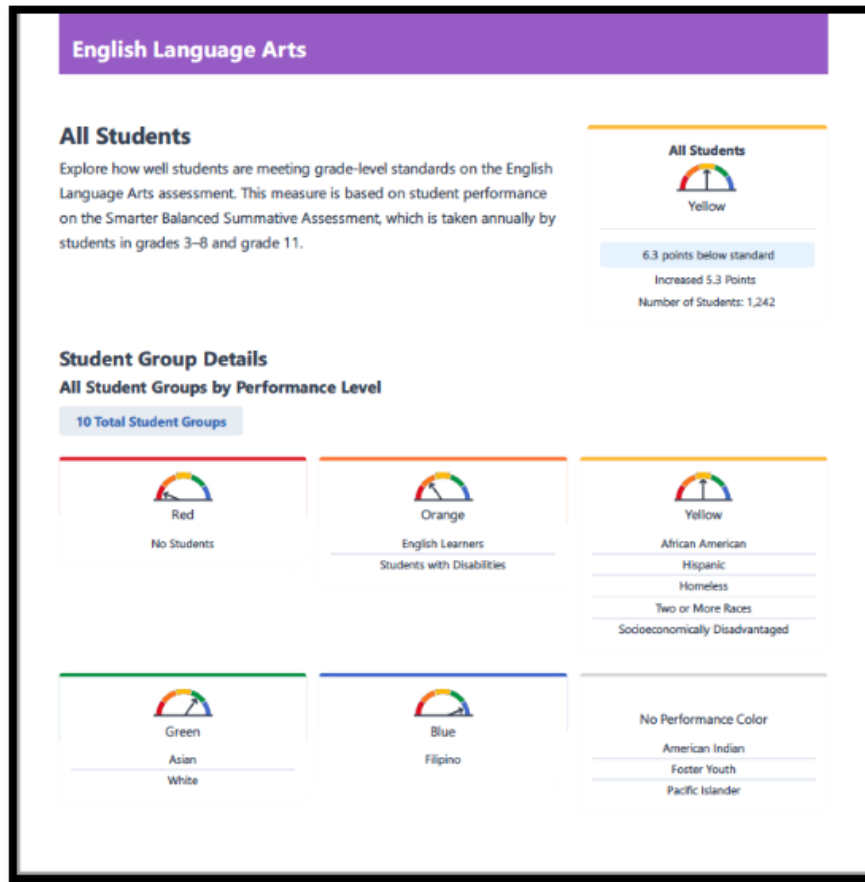 English Language Arts
All Students
Explore how well students are meeting grade-level standards on the English
Language Arts assessment. This measure is based on student performance
on the Smarter Balanced Summative Assessment, which is taken annually by
students in grades 3–8 and grade 11.
All Students
Yellow
6.3 points below standard
Increased 5.3 Points
Number of Students: 1,242
Student Group Details
All Student Groups by Performance Level
10 Total Student Groups
Red
No Students
Orange
English Learners
Students with Disabilities
Yellow
African American
Hispanic
Homeless
Two or More Races
Socioeconomically Disadvantaged
Green
Asian
White
Blue
Filipino
No Performance Color
American Indian
Foster Youth
Pacific Islander